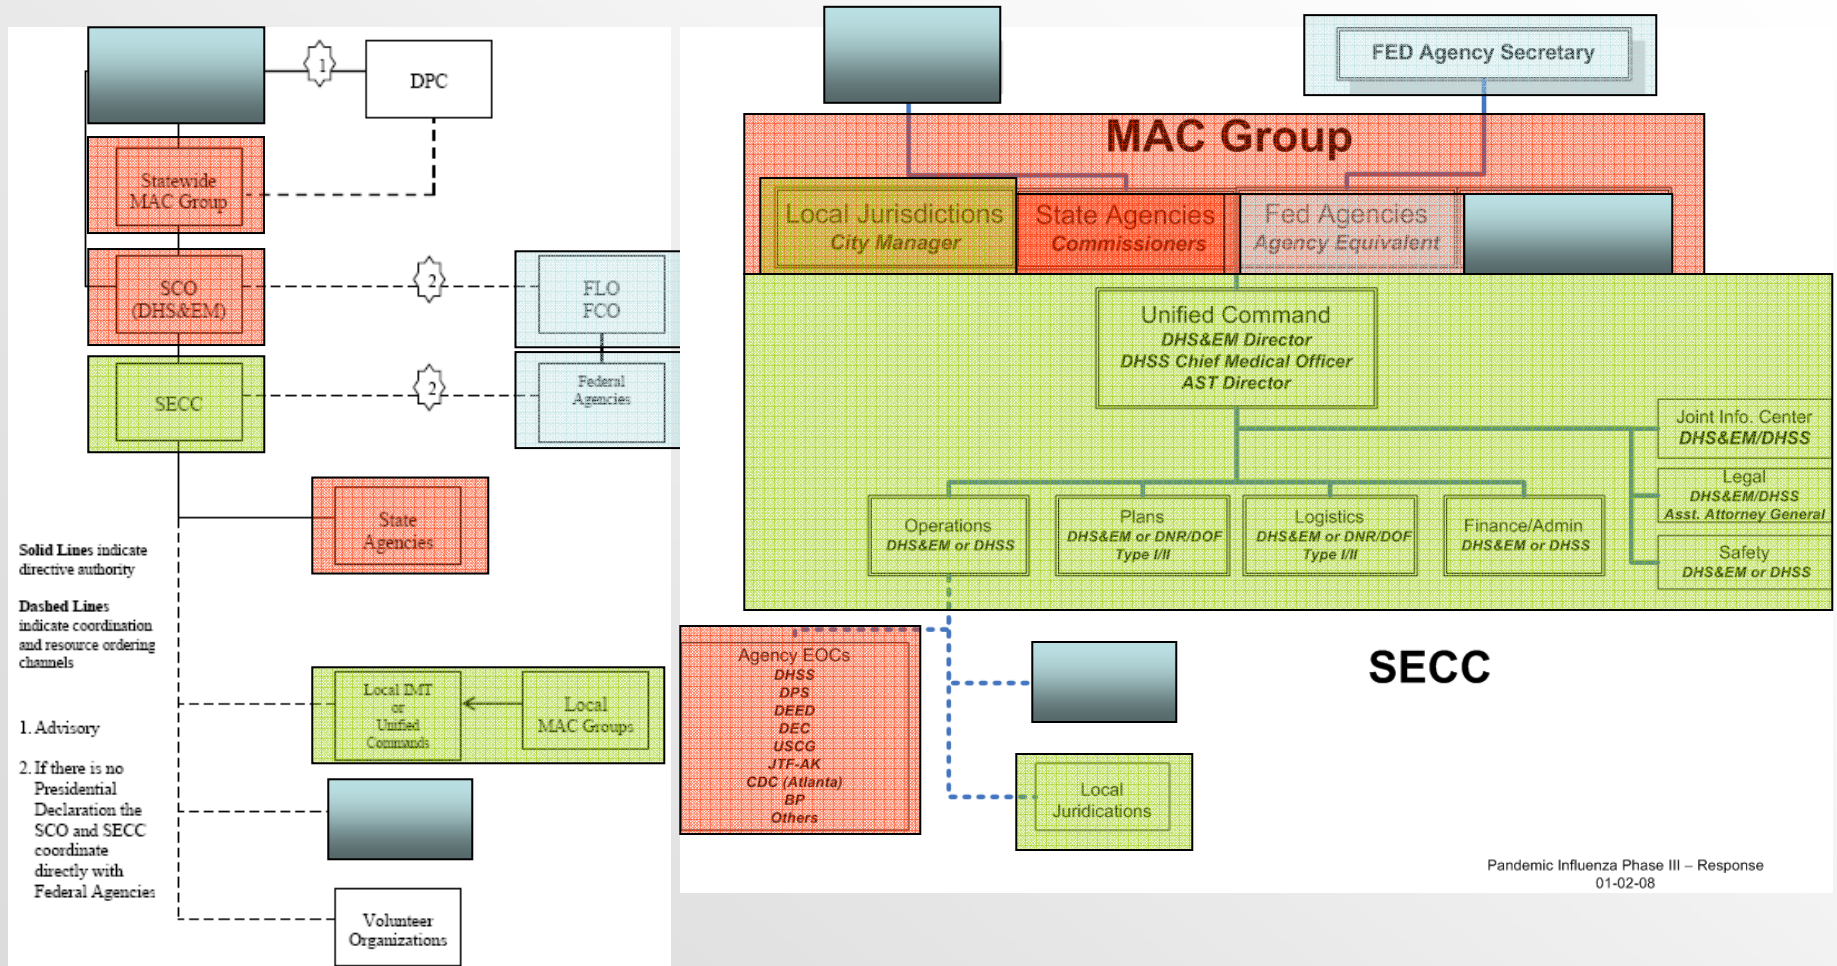 1
DPC
Statewide
MAC Group
SCO
(DHS&EM)
2
FLO
FCO
SECC
2
Federal
Agencies
State
Agencies
Solid Lines indicate
directive authority
Dashed Lines
indicate coordination
and resource ordering
channels
Local IMT
or
Unified
Commands
Local
MAC Groups
1. Advisory
2. If there is no
Presidential
Declaration the
SCO and SECC
coordinate
directly with
Federal Agencies
Volunteer
Organizations
FED Agency Secretary
MAC Group
Local Jurisdictions
City Manager
State Agencies
Commissioners
Fed Agencies
Agency Equivalent
Unified Command
DHS&EM Director
DHSS Chief Medical Officer
AST Director
Joint Info. Center
DHS&EM/DHSS
Legal
DHS&EM/DHSS
Asst. Attorney General
Safety
DHS&EM or DHSS
Operations
DHS&EM or DHSS
Plans
DHS&EM or DNR/DOF
Type I/II
Logistics
DHS&EM or DNR/DOF
Type I/II
Finance/Admin
DHS&EM or DHSS
Agency EOCs
DHSS
DPS
DEED
DEC
USCG
JTF-AK
CDC (Atlanta)
BP
Others
SECC
Local
Juridications
Pandemic Influenza Phase III – Response
01-02-08